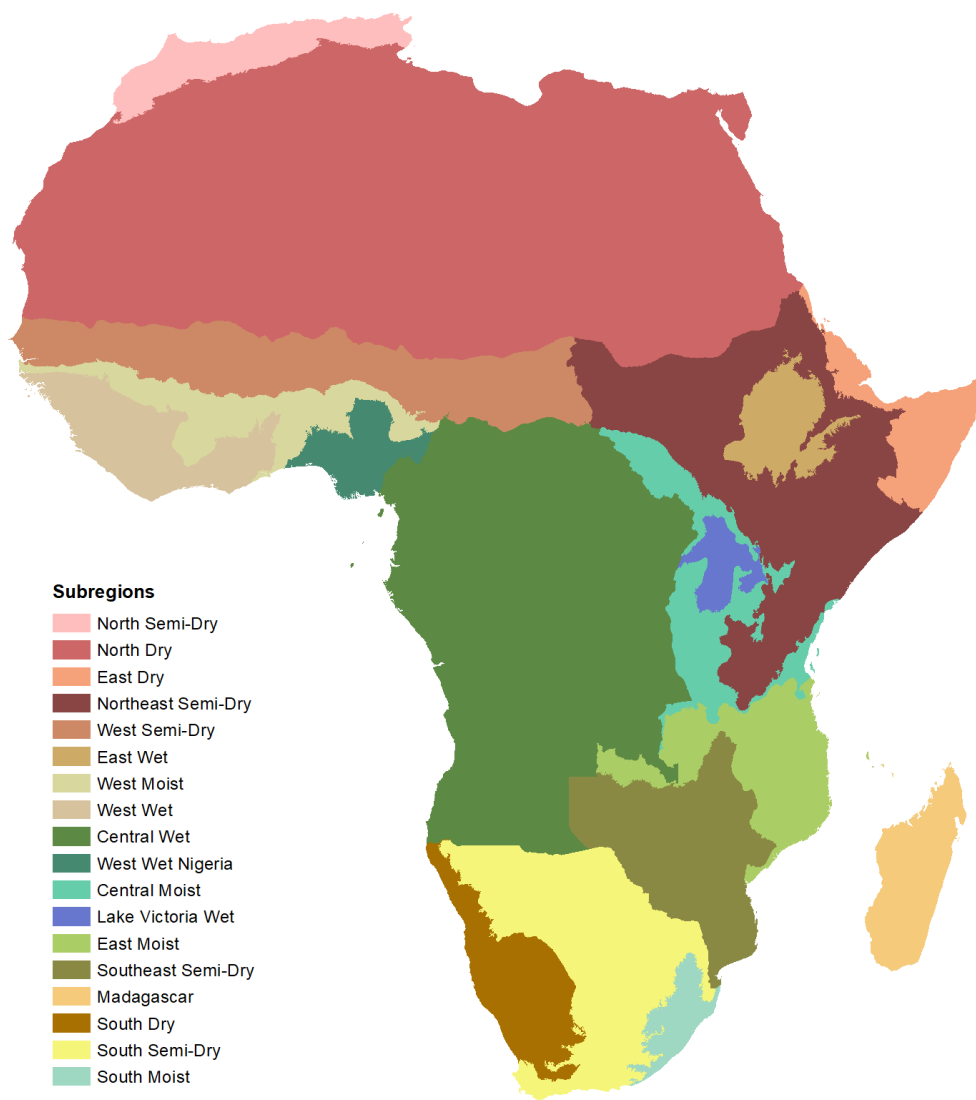 Subregions
North Semi-Dry
North Dry
East Dry
Northeast Semi-Dry
West Semi-Dry
East Wet
West Moist
West Wet
Central Wet
West Wet Nigeria
Central Moist
Lake Victoria Wet
East Moist
Southeast Semi-Dry
Madagascar
South Dry
South Semi-Dry
South Moist